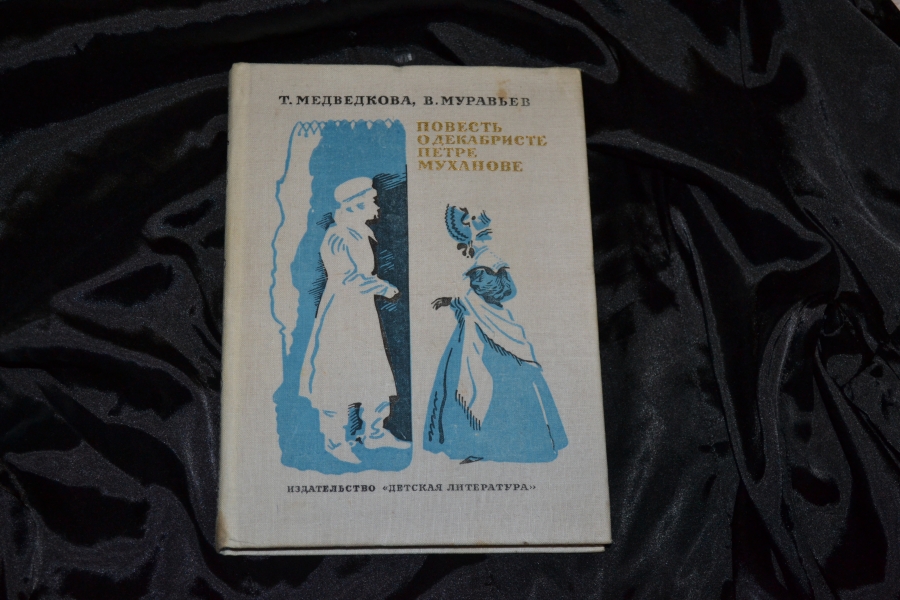 Т. МЕДВЕДКОВА, В. МУРАВЬЕВ
ПОВЕСТЬ
О ДЕКАБРИСТЕ
ПЕТРЕ
МУХАНОВЕ
ИЗДАТЕЛЬСТВО «ДЕТСКАЯ ЛИТЕРАТУРА»